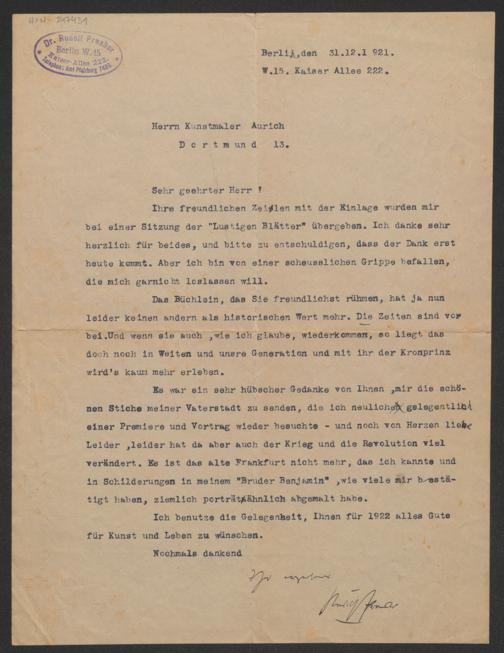 H.I.N.-217431
Dr. Rudolf Presber
Berlin W.15
Kaiser-Allee 222.
Telephon: Amt Pfalzburg
Berlin,den 31.12.1 921.
W.15. Kaiser Allee 222.
Herrn Kunstmaler Aurich
D o r t m u n d 13.
Sehr geehrter Herr !
Ihre freundlichen Zeilen mit der Einlage wurden mir
bei einer Sitzung der "Lustigen Blätter" übergeben. Ich danke sehr
herzlich für beides, und bitte zu entschuldigen, dass der Dank erst
heute kommt. Aber ich bin von einer scheusslichen Grippe befallen,
die mich garnicht loslassen will.
Das Büchlein, das Sie freundlichst rühmen, hat ja nun
leider keinen andern als historischen Wert mehr. Die Zeiten sind vor
bei.Und wenn sie auch ,wie ich glaube, wiederkommen, so liegt das
doch noch in Weiten und unsre Generation und mit ihr der Kronprinz
wird's kaum mehr erleben.
Es war ein sehr hübscher Gedanke von Ihnen ,mir die schö-
nen Stiche meiner Vaterstadt zu senden, die ich neulich gelegentlich
einer Premiere und Vortrag wieder besuchte - und noch von Herzen liebe
Leider ,leider hat da aber auch der Krieg und die Revolution viel
verändert. Es ist das alte Frankfurt nicht mehr, das ich kannte und
in Schilderungen in meinem "Bruder Benjamin" ,wie viele mir bestä-
tigt haben, ziemlich porträtähnlich abgemalt habe.
Ich benutze die Gelegenheit, Ihnen für 1922 alles Gute
für Kunst und Leben zu wünschen.
Nochmals dankend
Ihr ergebener
Rudolf Presber